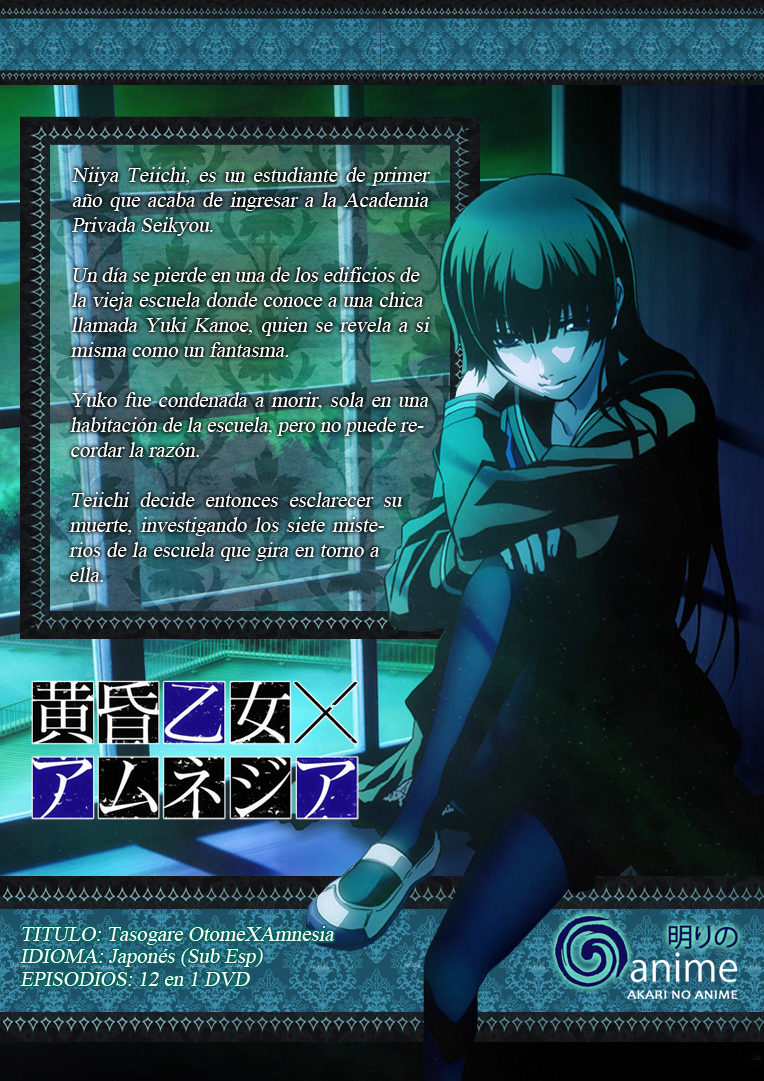 Niiya Teiichi, es un estudiante de primer
año que acaba de ingresar a la Academia
Privada Seikyou.
Un día se pierde en una de los edificios de
la vieja escuela donde conoce a una chica
llamada Yuki Kanoe, quien se revela a si
misma como un fantasma.
Yuko fue condenada a morir, sola en una
habitación de la escuela, pero no puede re-
cordar la razón.
Teiichi decide entonces esclarecer su
muerte, investigando los siete miste-
rios de la escuela que gira en torno a
ella.
黄昏乙女×
アムネジア
TITULO: Tasogare OtomeXAmnesia
IDIOMA: Japonés (Sub Esp)
EPISODIOS: 12 en 1 DVD
明りの
anime
AKARI NO ANIME